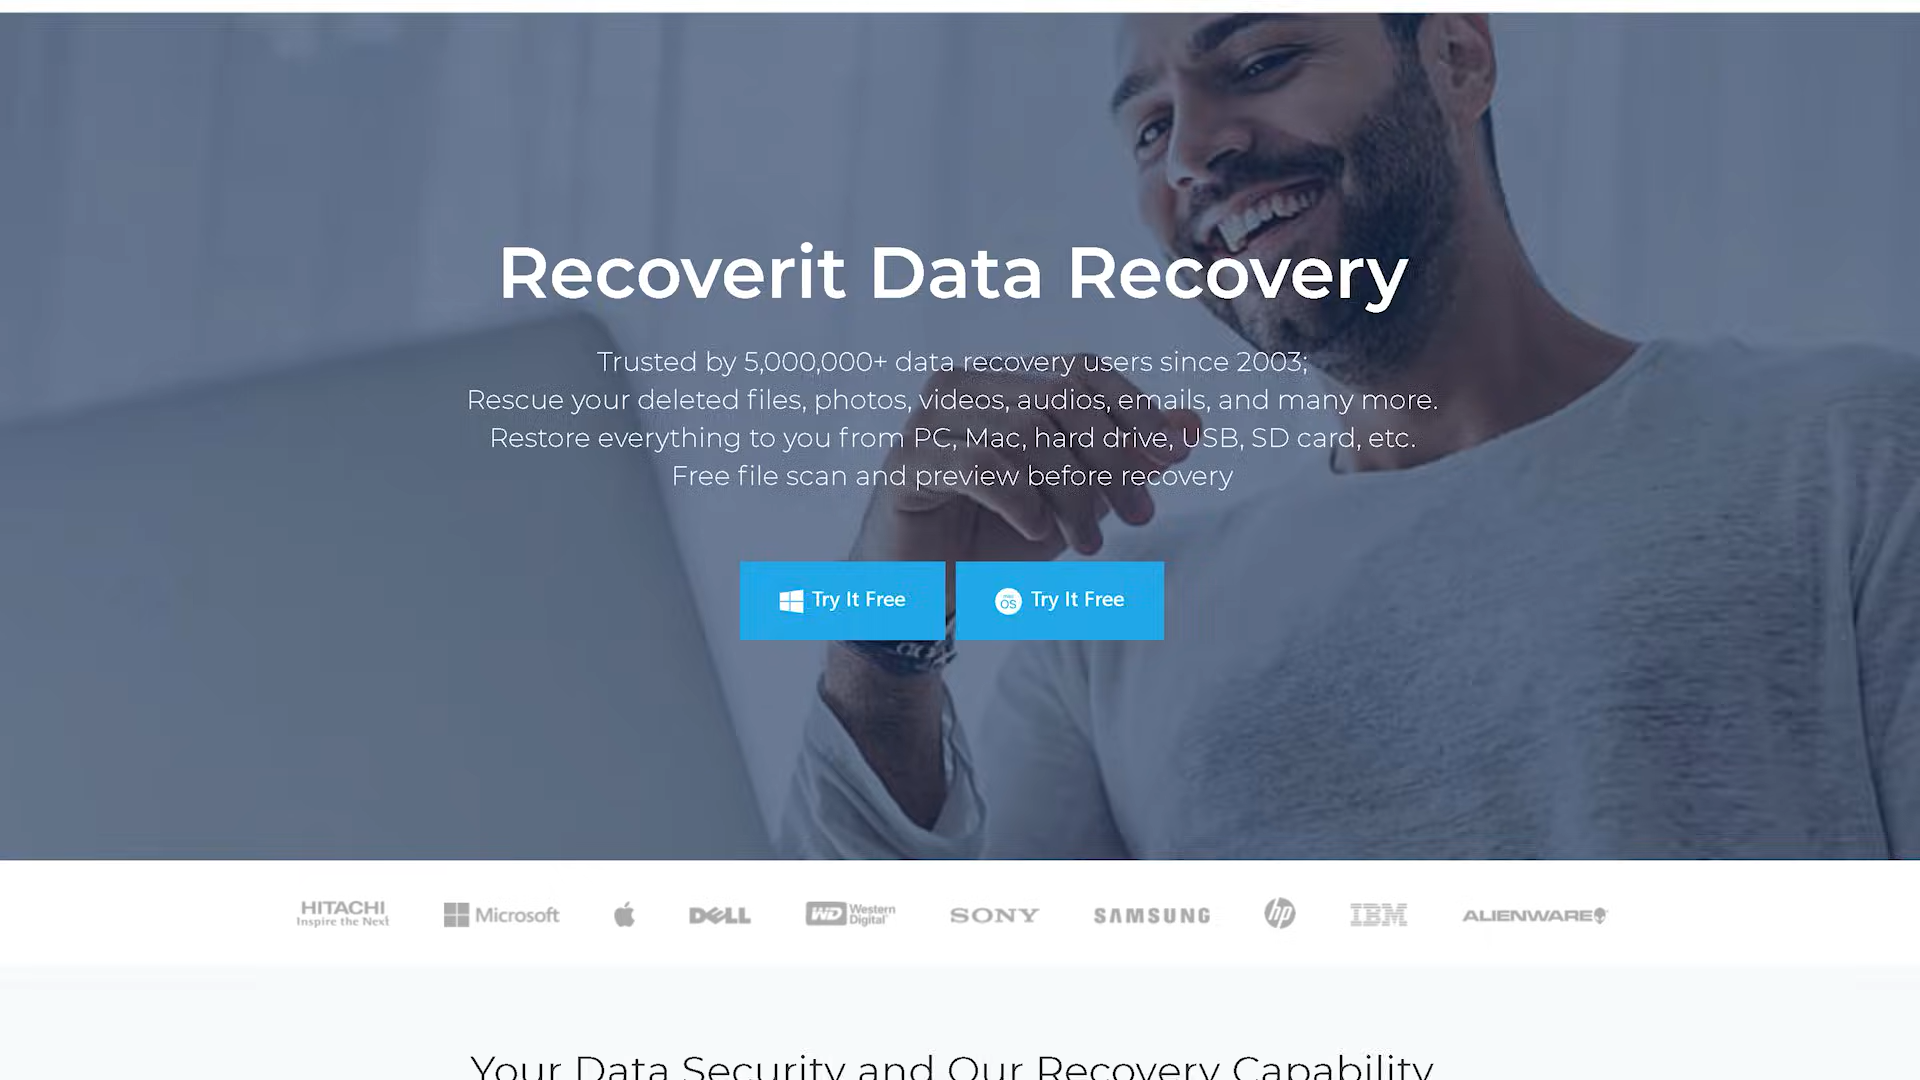 Recoverit Data Recovery
Trusted by 5,000,000+ data recovery users since 2003;
Rescue your deleted files, photos, videos, audios, emails, and many more.
Restore everything to you from PC, Mac, hard drive, USB, SD card, etc.
Free file scan and preview before recovery
Try It Free
OS Try It Free
HITACHI
Inspire the Next
Microsoft
DELL
WD Western Digital
SONY
SAMSUNG
hp
IBM
ALIENWARE
Your Data Security and Our Recovery Capability